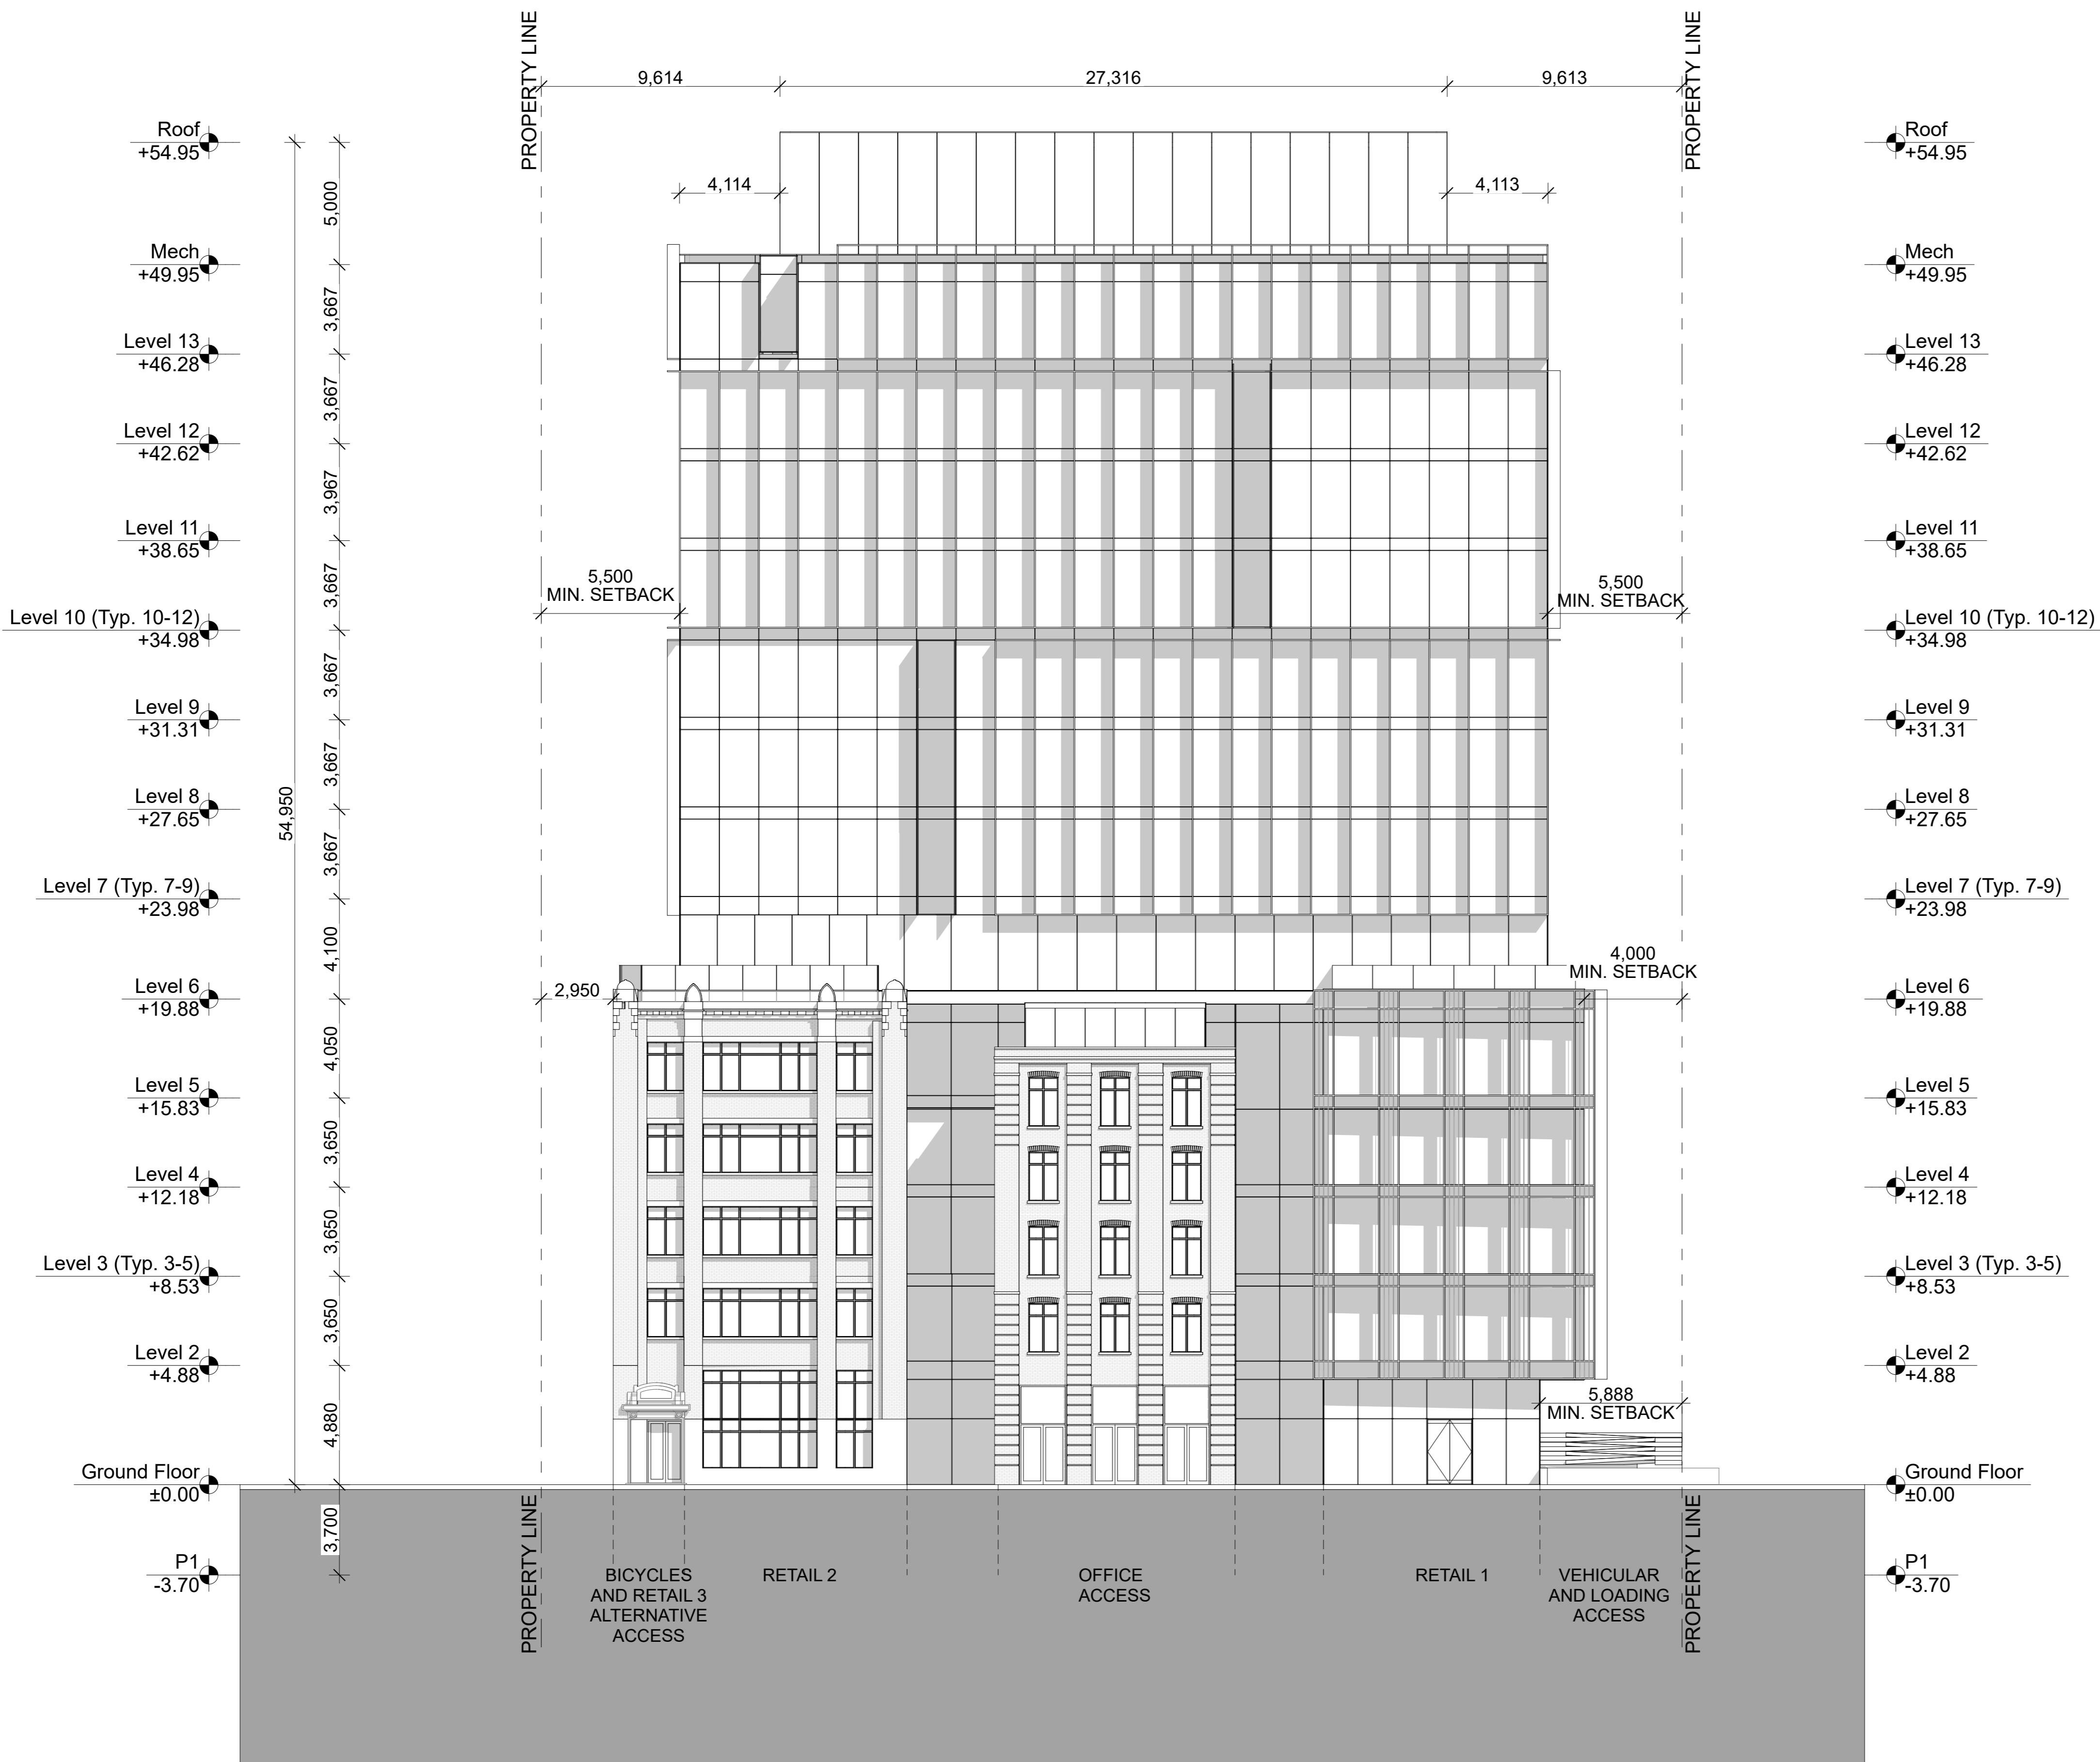 PROPERTY LINE
PROPERTY LINE
9,614
27,316
9,613
4,114
4,113
Roof
+54.95
Mech
+49.95
Level 13
+46.28
Level 12
+42.62
Level 11
+38.65
Level 10 (Typ. 10-12)
+34.98
Level 9
+31.31
Level 8
+27.65
Level 7 (Typ. 7-9)
+23.98
Level 6
+19.88
Level 5
+15.83
Level 4
+12.18
Level 3 (Typ. 3-5)
+8.53
Level 2
+4.88
Ground Floor
±0.00
P1
-3.70
54,950
5,000
3,667
3,667
3,967
3,667
3,667
3,667
3,667
4,100
4,050
3,650
3,650
3,650
4,880
3,700
5,500
MIN. SETBACK
5,500
MIN. SETBACK
2,950
4,000
MIN. SETBACK
5,888
MIN. SETBACK
Roof
+54.95
Mech
+49.95
Level 13
+46.28
Level 12
+42.62
Level 11
+38.65
Level 10 (Typ. 10-12)
+34.98
Level 9
+31.31
Level 8
+27.65
Level 7 (Typ. 7-9)
+23.98
Level 6
+19.88
Level 5
+15.83
Level 4
+12.18
Level 3 (Typ. 3-5)
+8.53
Level 2
+4.88
Ground Floor
±0.00
P1
-3.70
PROPERTY LINE
BICYCLES
AND RETAIL 3
ALTERNATIVE
ACCESS
RETAIL 2
OFFICE
ACCESS
RETAIL 1
VEHICULAR
AND LOADING
ACCESS
PROPERTY LINE